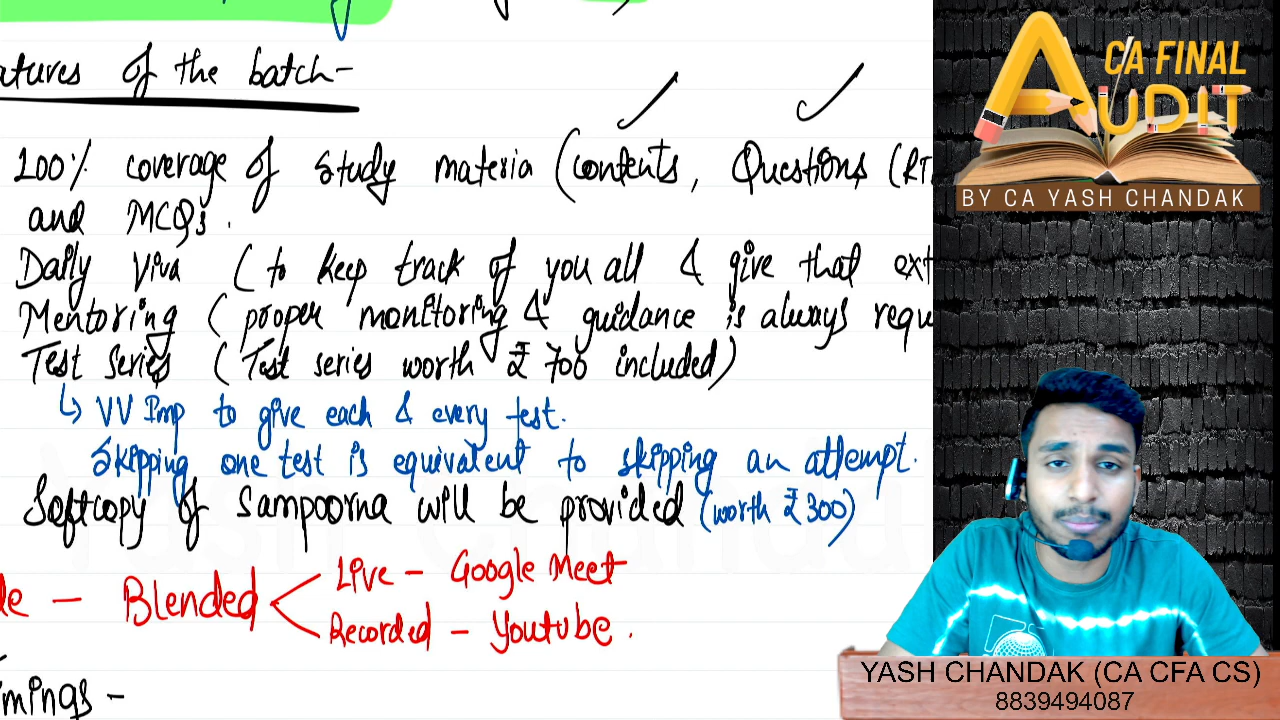 atures of the batch-
100% coverage of study materia (contents, Questions (RT
and MCQs.
Daily Viva (to keep track of you all & give that ext
Mentoring (proper monitoring & guidance is always requ
Test Series (Test series worth ₹ 700 included)
↳ VV Imp to give each & every test.
Skipping one test is equivalent to skipping an attempt.
Softcopy of Sampoorna will be provided (worth ₹300)
de - Blended
Live - Google Meet
Recorded - Youtube.
imings -
CA FINAL
AUDIT
BY CA YASH CHANDAK
YASH CHANDAK (CA CFA CS)
8839494087